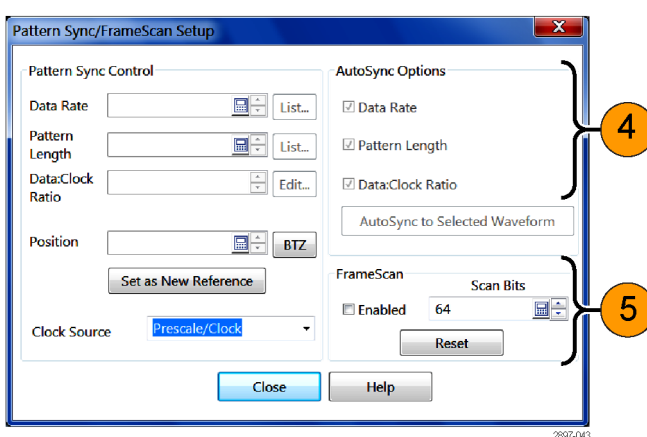 Pattern Sync/FrameScan Setup
X
Pattern Sync Control
Data Rate
List...
Pattern
Length
List...
Data:Clock
Ratio
Edit...
Position
BTZ
Set as New Reference
Clock Source
Prescale/Clock
AutoSync Options
Data Rate
Pattern Length
Data:Clock Ratio
AutoSync to Selected Waveform
4
FrameScan
Scan Bits
Enabled
64
Reset
5
Close
Help
2897-043